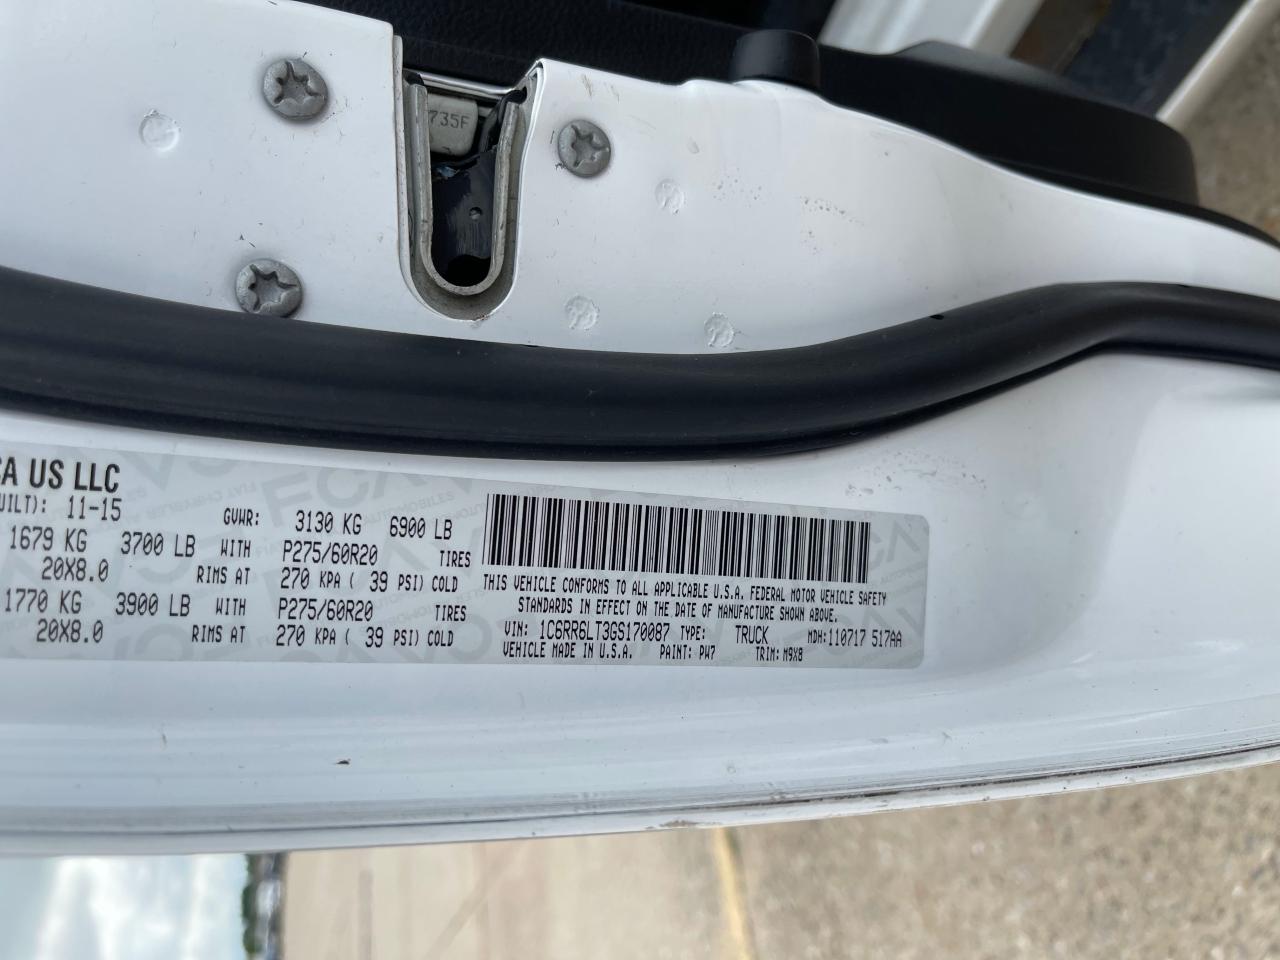 735F
CA US LLC
UILT): 11-15 GVWR: 3130 KG 6900 LB
1679 KG 3700 LB WITH P275/60R20 TIRES
20X8.0 RIMS AT 270 KPA ( 39 PSI) COLD
1770 KG 3900 LB WITH P275/60R20 TIRES
20X8.0 RIMS AT 270 KPA ( 39 PSI) COLD
THIS VEHICLE CONFORMS TO ALL APPLICABLE U.S.A. FEDERAL MOTOR VEHICLE SAFETY
STANDARDS IN EFFECT ON THE DATE OF MANUFACTURE SHOWN ABOVE.
VIN: 1C6RR6LT3GS170087 TYPE: TRUCK MDH:110717 517AA
VEHICLE MADE IN U.S.A. PAINT: PW7 TRIM: M9X8